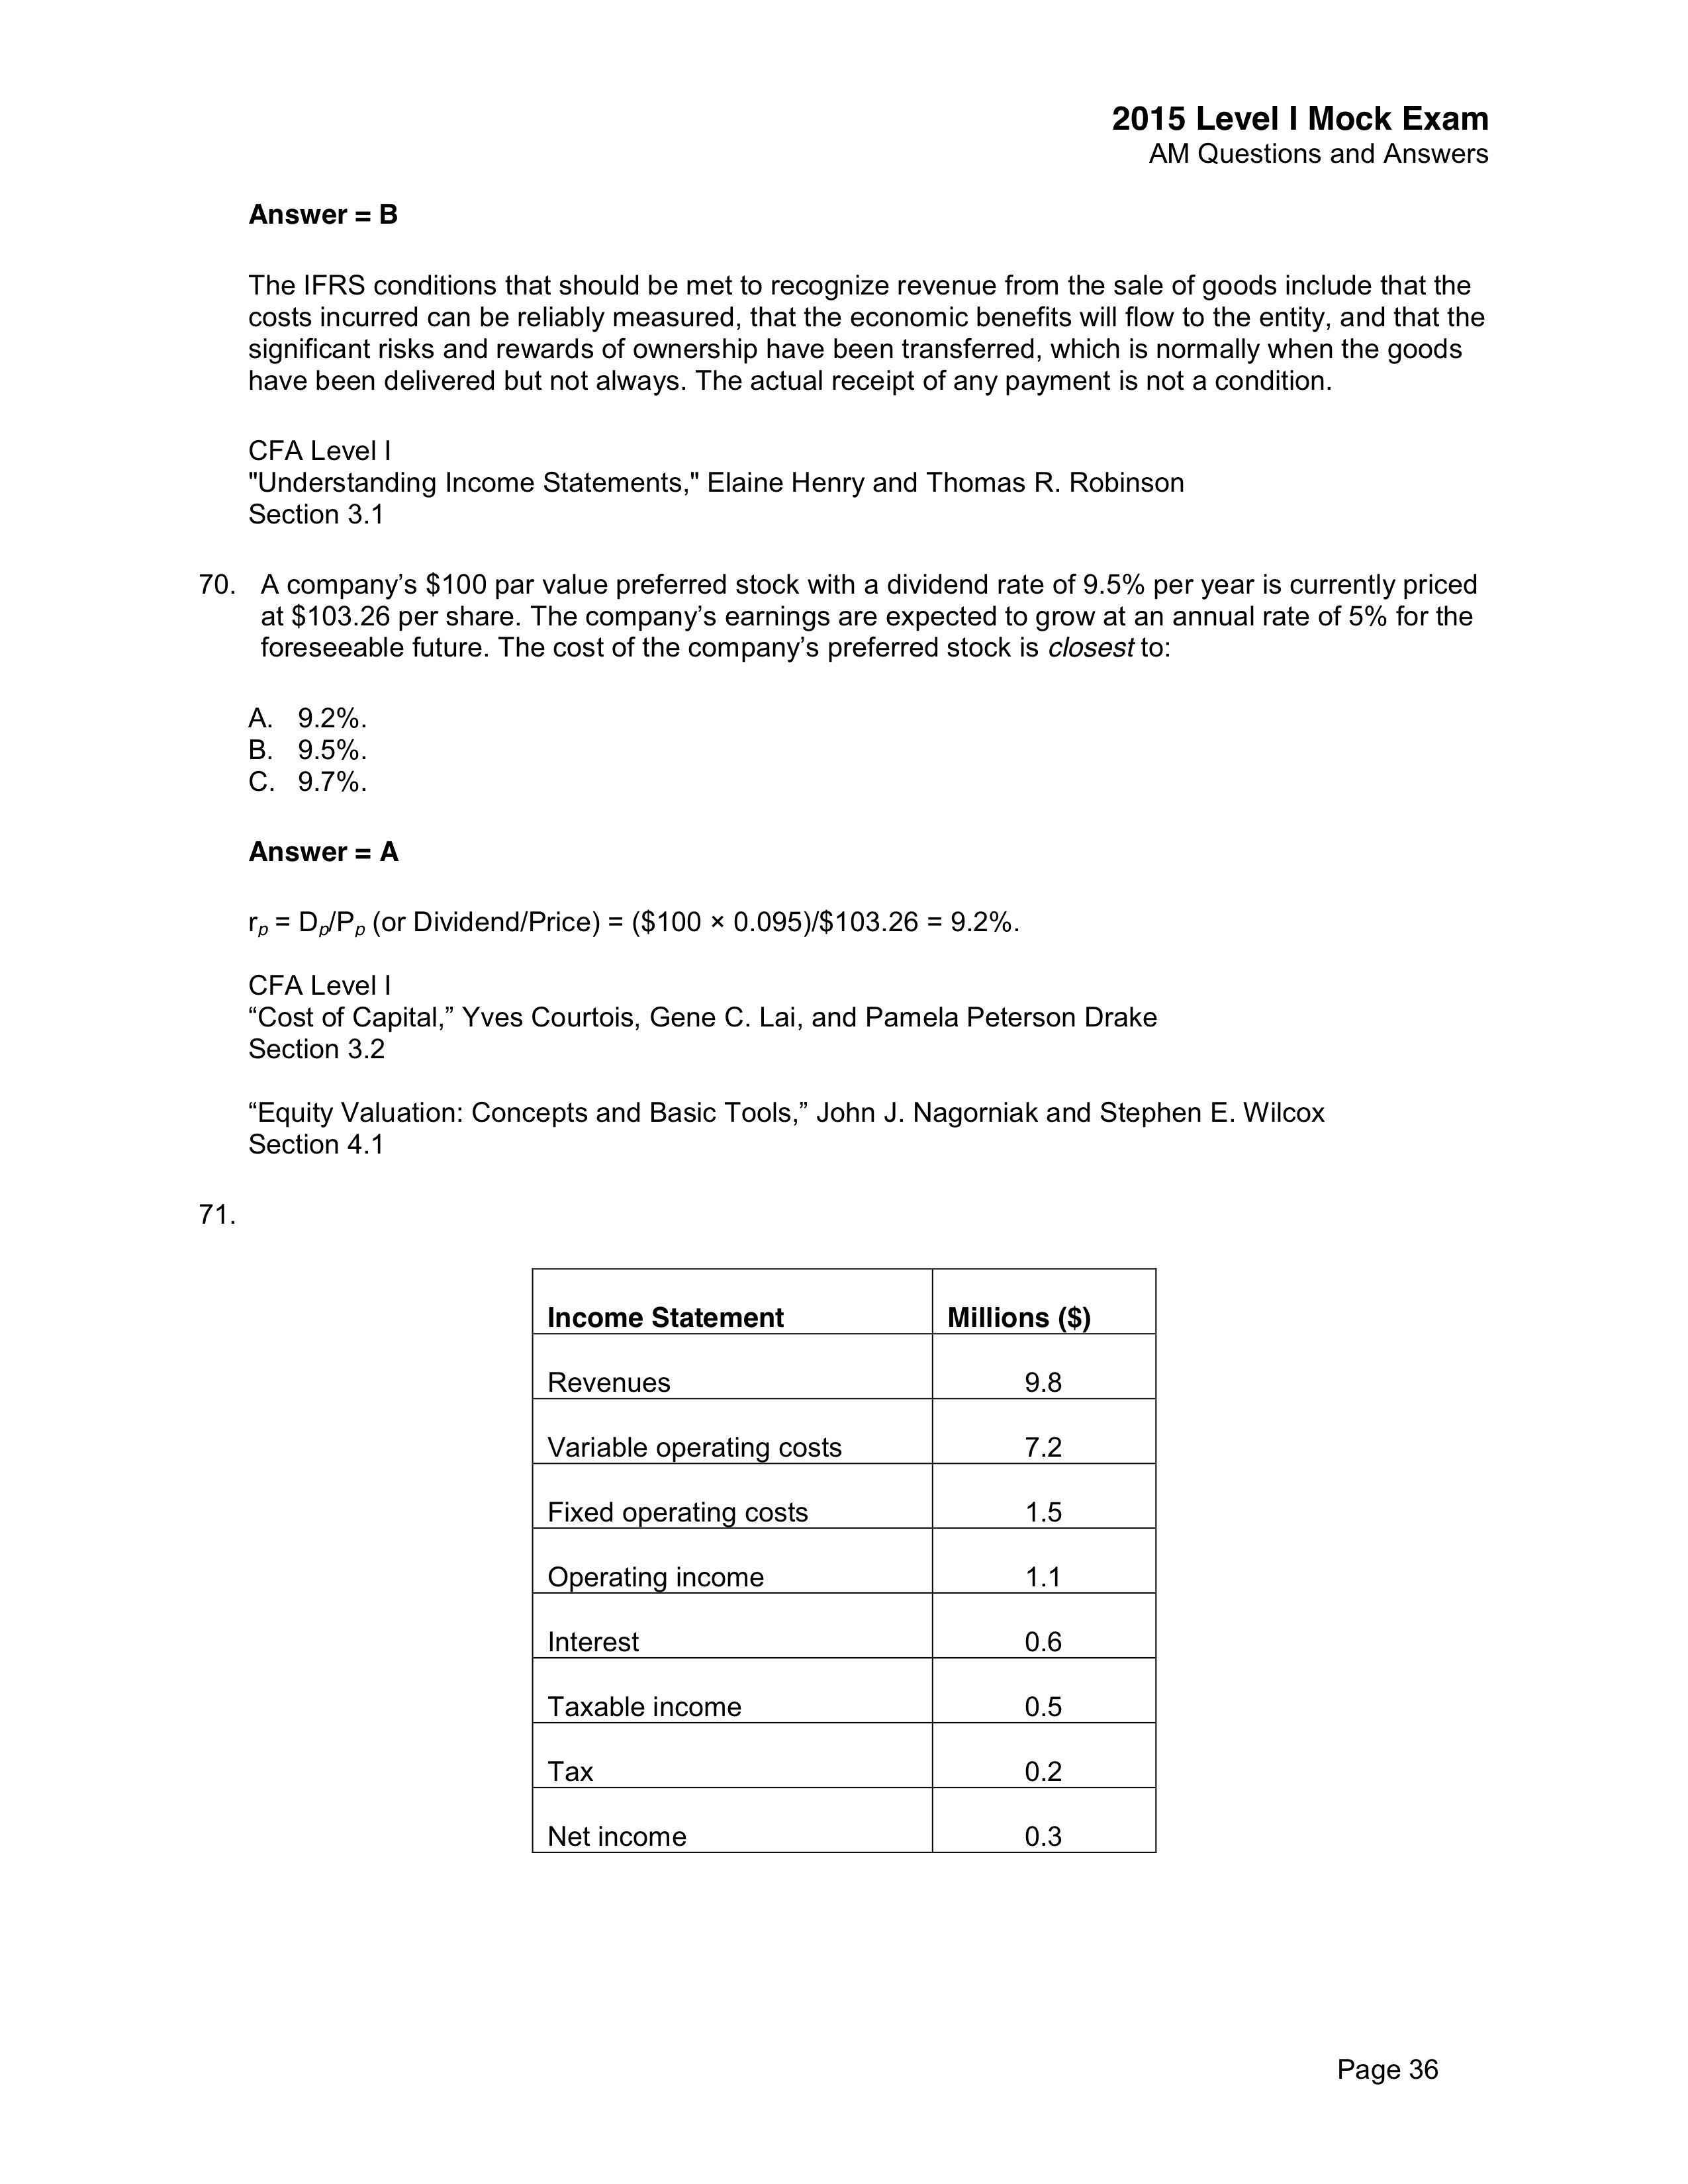 2015 Level I Mock Exam
AM Questions and Answers
Answer = B
The IFRS conditions that should be met to recognize revenue from the sale of goods include that the
costs incurred can be reliably measured, that the economic benefits will flow to the entity, and that the
significant risks and rewards of ownership have been transferred, which is normally when the goods
have been delivered but not always. The actual receipt of any payment is not a condition.
CFA Level I
"Understanding Income Statements," Elaine Henry and Thomas R. Robinson
Section 3.1
70. A company’s $100 par value preferred stock with a dividend rate of 9.5% per year is currently priced
at $103.26 per share. The company’s earnings are expected to grow at an annual rate of 5% for the
foreseeable future. The cost of the company’s preferred stock is closest to:
A. 9.2%.
B. 9.5%.
C. 9.7%.
Answer = A
rp = Dp/Pp (or Dividend/Price) = ($100 × 0.095)/$103.26 = 9.2%.
CFA Level I
“Cost of Capital,” Yves Courtois, Gene C. Lai, and Pamela Peterson Drake
Section 3.2
“Equity Valuation: Concepts and Basic Tools,” John J. Nagorniak and Stephen E. Wilcox
Section 4.1
71.
Income Statement Millions ($)
Revenues 9.8
Variable operating costs 7.2
Fixed operating costs 1.5
Operating income 1.1
Interest 0.6
Taxable income 0.5
Tax 0.2
Net income 0.3
Page 36